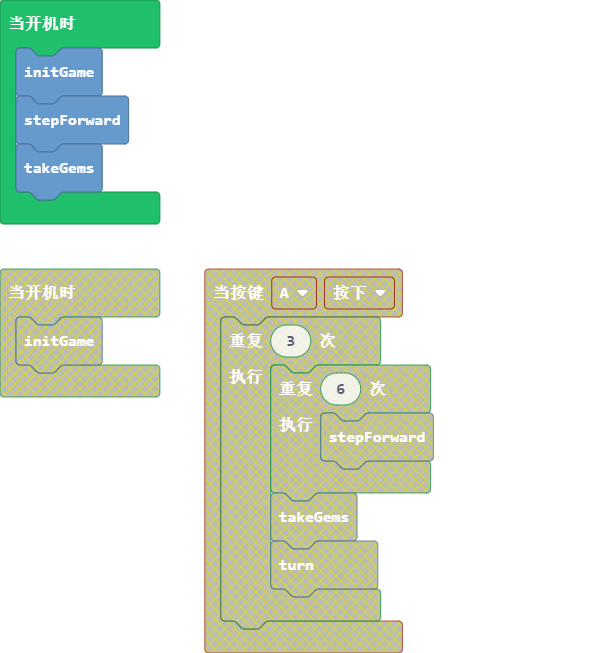 当开机时
initGame
stepForward
takeGems
当开机时
initGame
当按键 A 按下
重复 3 次
执行
重复 6 次
执行
stepForward
takeGems
turn